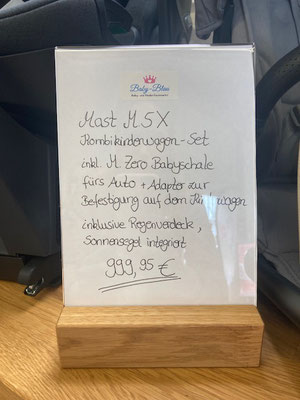 Baby-Blau
Mast M5X
Kombikinderwagen-Set
inkl. M. Zero Babyschale
fürs Auto + Adapter zur
Befestigung auf dem Kinderwagen
inklusive Regenverdeck,
Sonnensegel integriert
999,95 €